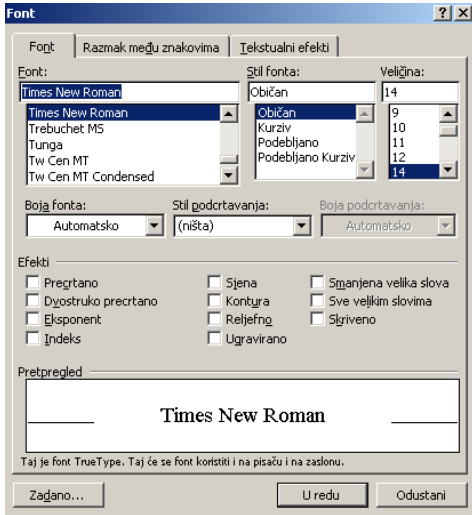 Font
Font Razmak među znakovima Tekstualni efekti
Font: Stil fonta: Veličina:
Times New Roman Običan 14
Times New Roman Običan 9
Trebuchet MS Kurziv 10
Tunga Podebljano 11
Tw Cen MT Podebljano Kurziv 12
Tw Cen MT Condensed 14
Boja fonta: Stil podcrtavanja: Boja podcrtavanja:
Automatsko (ništa) Automatsko
Efekti
Precrtano Sjena Smanjena velika slova
Dvostruko precrtano Kontura Sve velikim slovima
Eksponent Reljefno Skriveno
Indeks Ugravirano
Pretpregled
Times New Roman
Taj je font TrueType. Taj će se font koristiti i na pisaču i na zaslonu.
Zadano... U redu Odustani